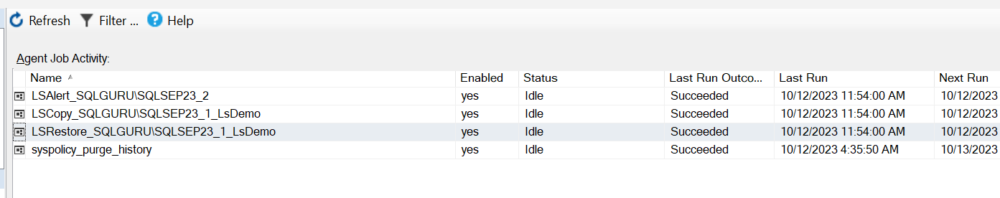 Refresh Filter ... Help
Agent Job Activity:
Name Enabled Status Last Run Outco... Last Run Next Run
LSAlert_SQLGURU\SQLSEP23_2 yes Idle Succeeded 10/12/2023 11:54:00 AM 10/12/2023
LSCopy_SQLGURU\SQLSEP23_1_LsDemo yes Idle Succeeded 10/12/2023 11:54:00 AM 10/12/2023
LSRestore_SQLGURU\SQLSEP23_1_LsDemo yes Idle Succeeded 10/12/2023 11:54:00 AM 10/12/2023
syspolicy_purge_history yes Idle Succeeded 10/12/2023 4:35:50 AM 10/13/2023